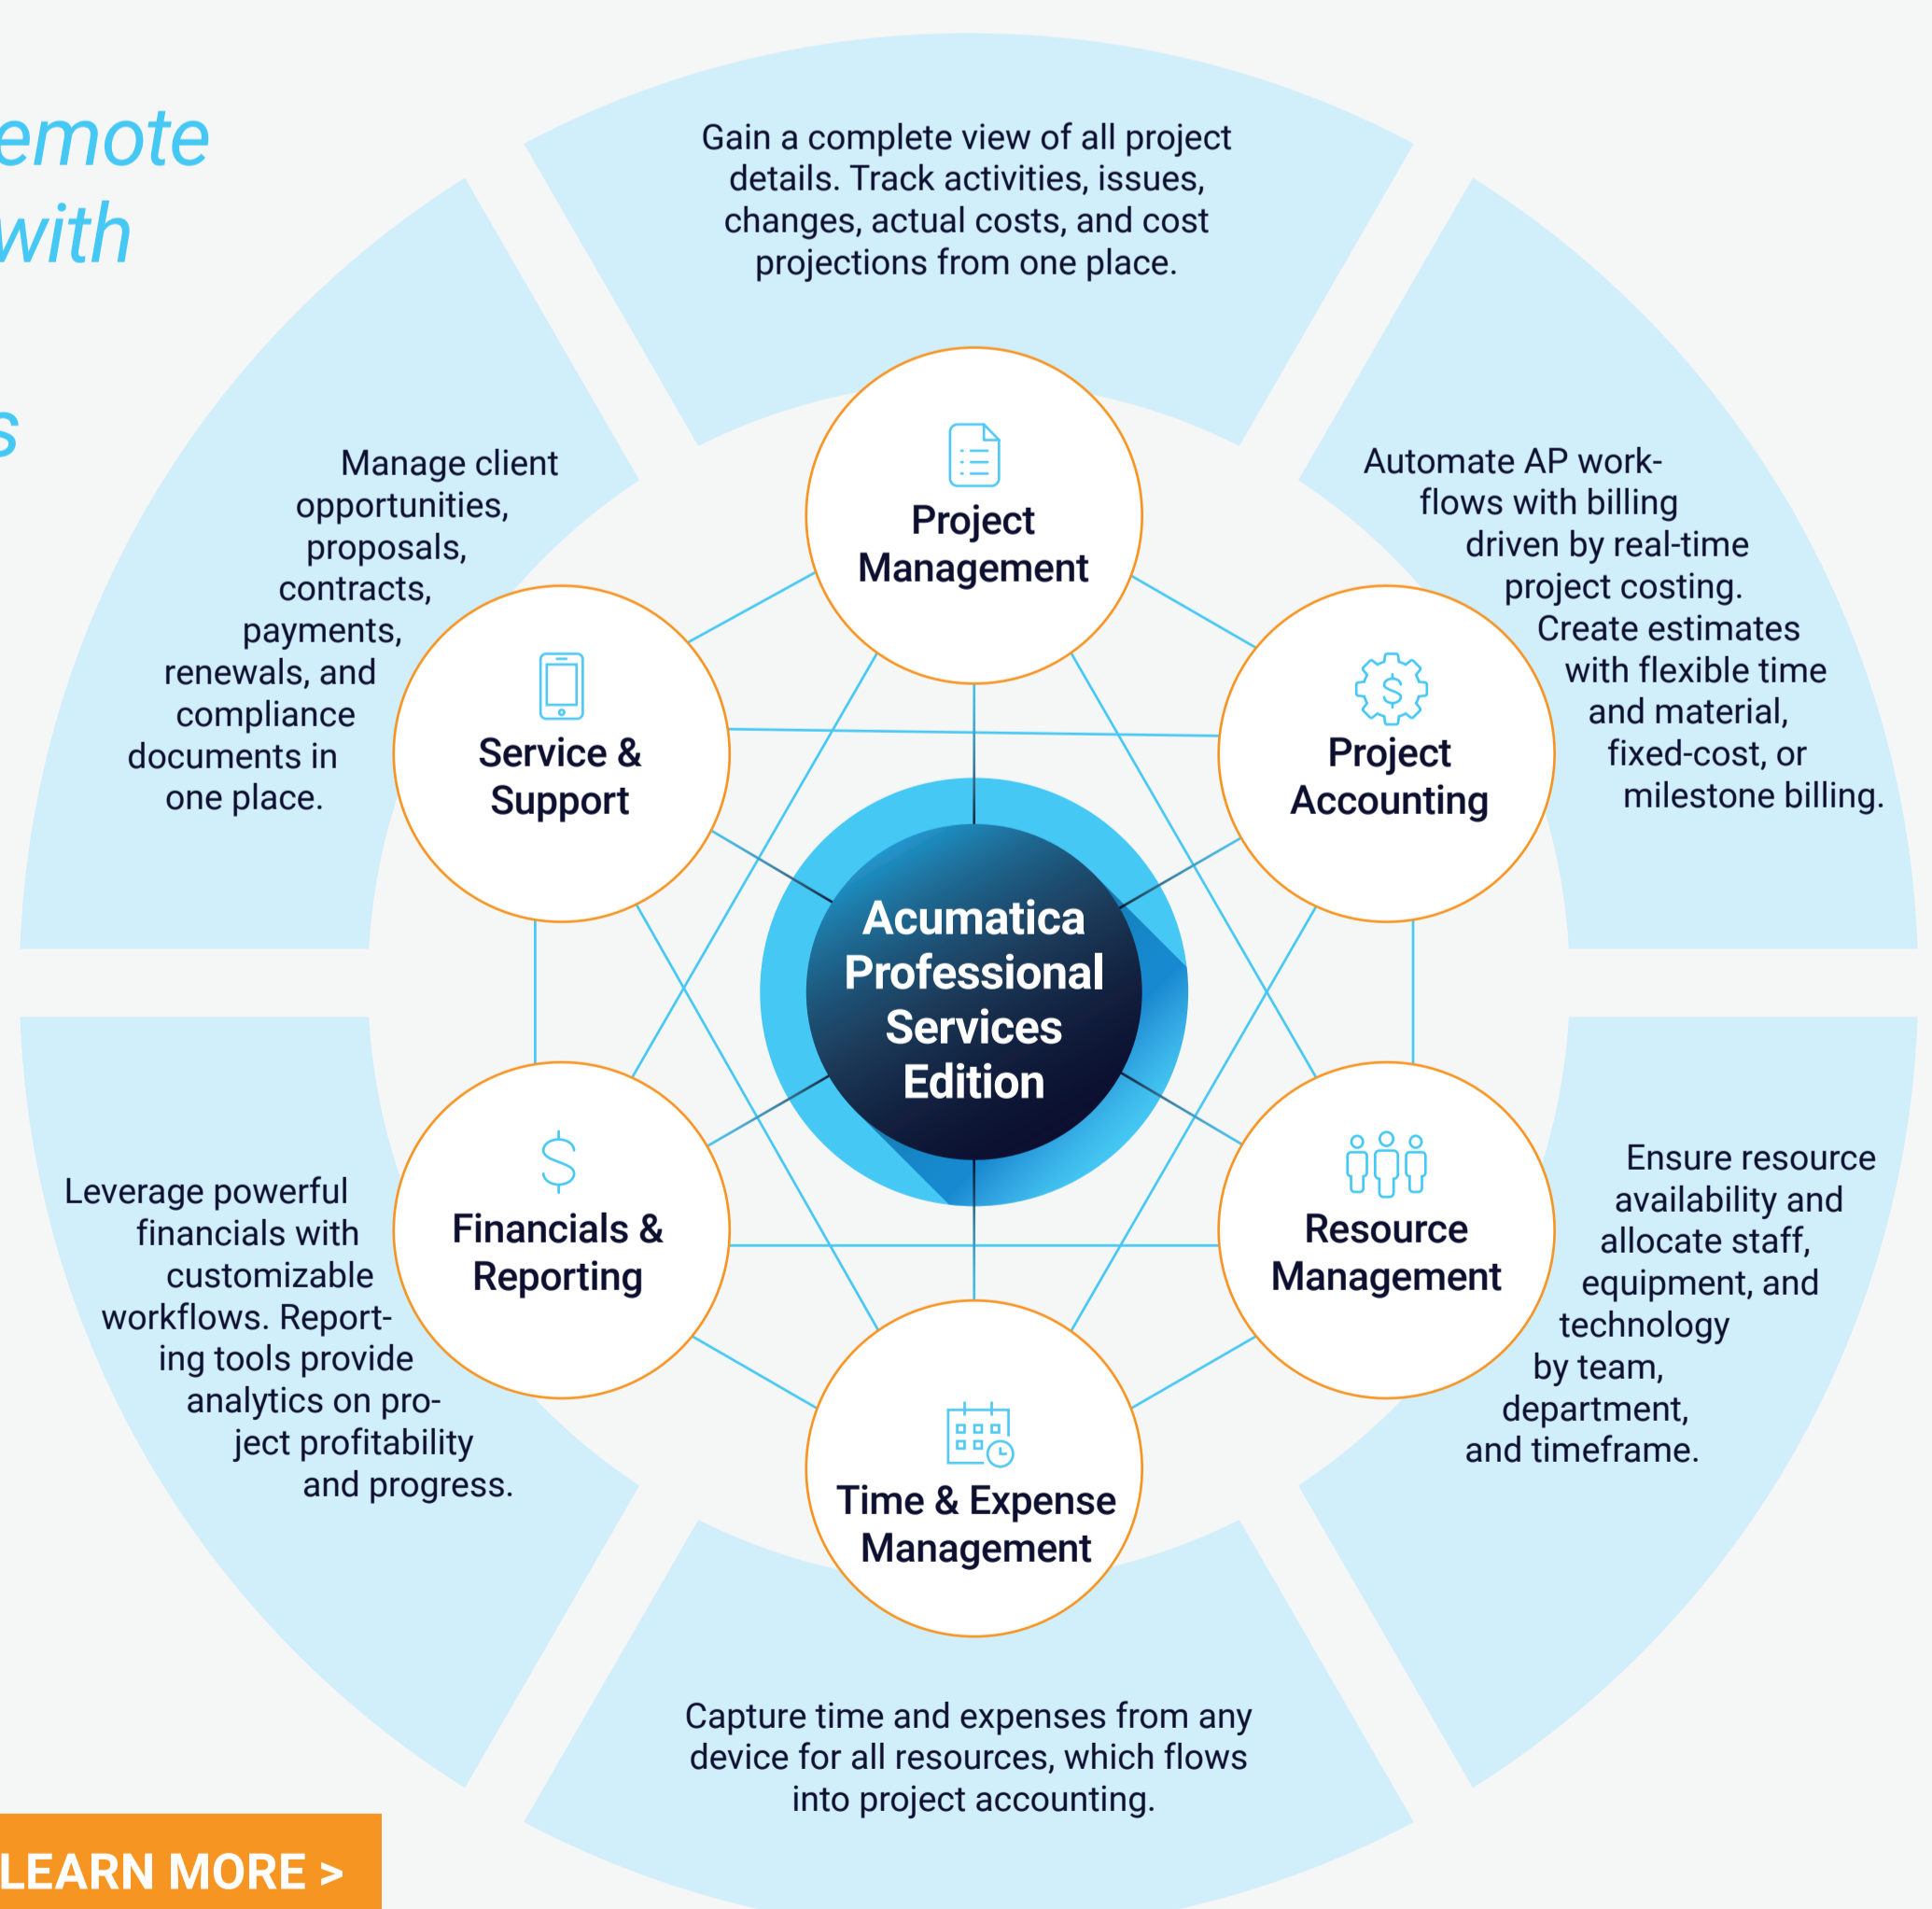 emote
with
s
Gain a complete view of all project
details. Track activities, issues,
changes, actual costs, and cost
projections from one place.
Project
Management
Automate AP work-
flows with billing
driven by real-time
project costing.
Create estimates
with flexible time
and material,
fixed-cost, or
milestone billing.
Project
Accounting
Ensure resource
availability and
allocate staff,
equipment, and
technology
by team,
department,
and timeframe.
Resource
Management
Capture time and expenses from any
device for all resources, which flows
into project accounting.
Time & Expense
Management
Leverage powerful
financials with
customizable
workflows. Report-
ing tools provide
analytics on pro-
ject profitability
and progress.
Financials &
Reporting
Manage client
opportunities,
proposals,
contracts,
payments,
renewals, and
compliance
documents in
one place.
Service &
Support
Acumatica
Professional
Services
Edition
LEARN MORE >